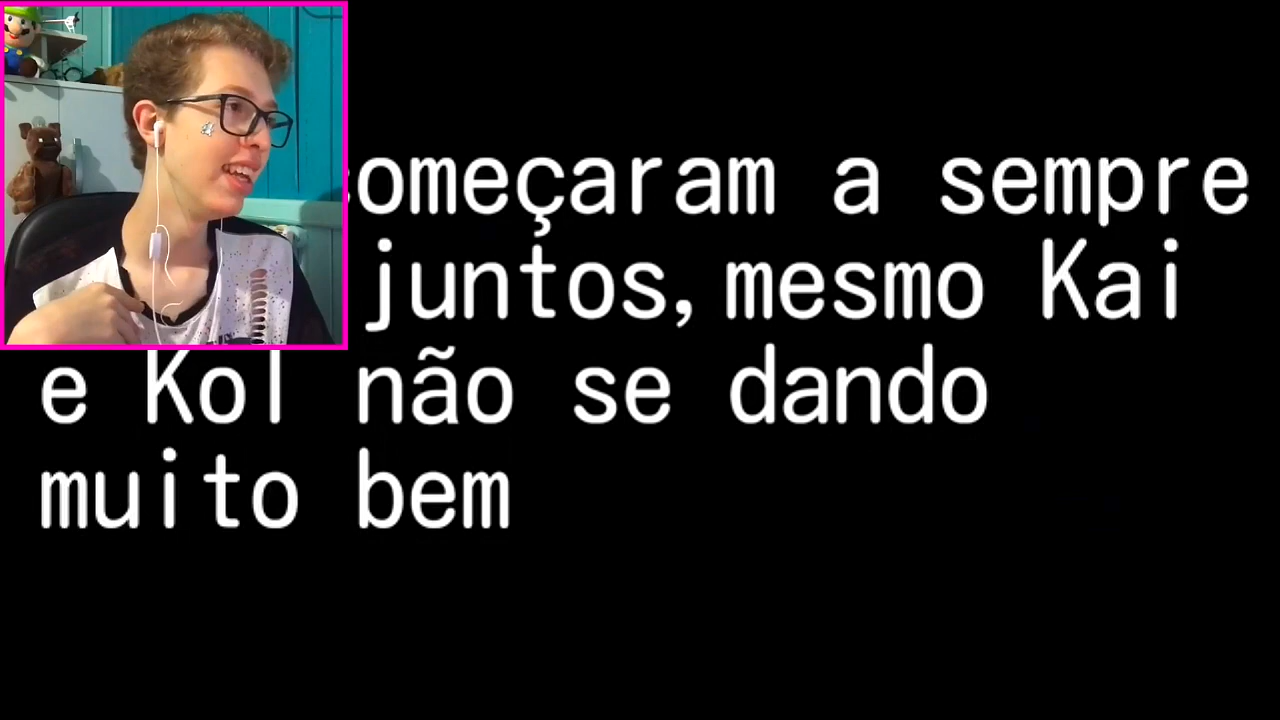 começaram a sempre
juntos, mesmo Kai
e Kol não se dando
muito bem